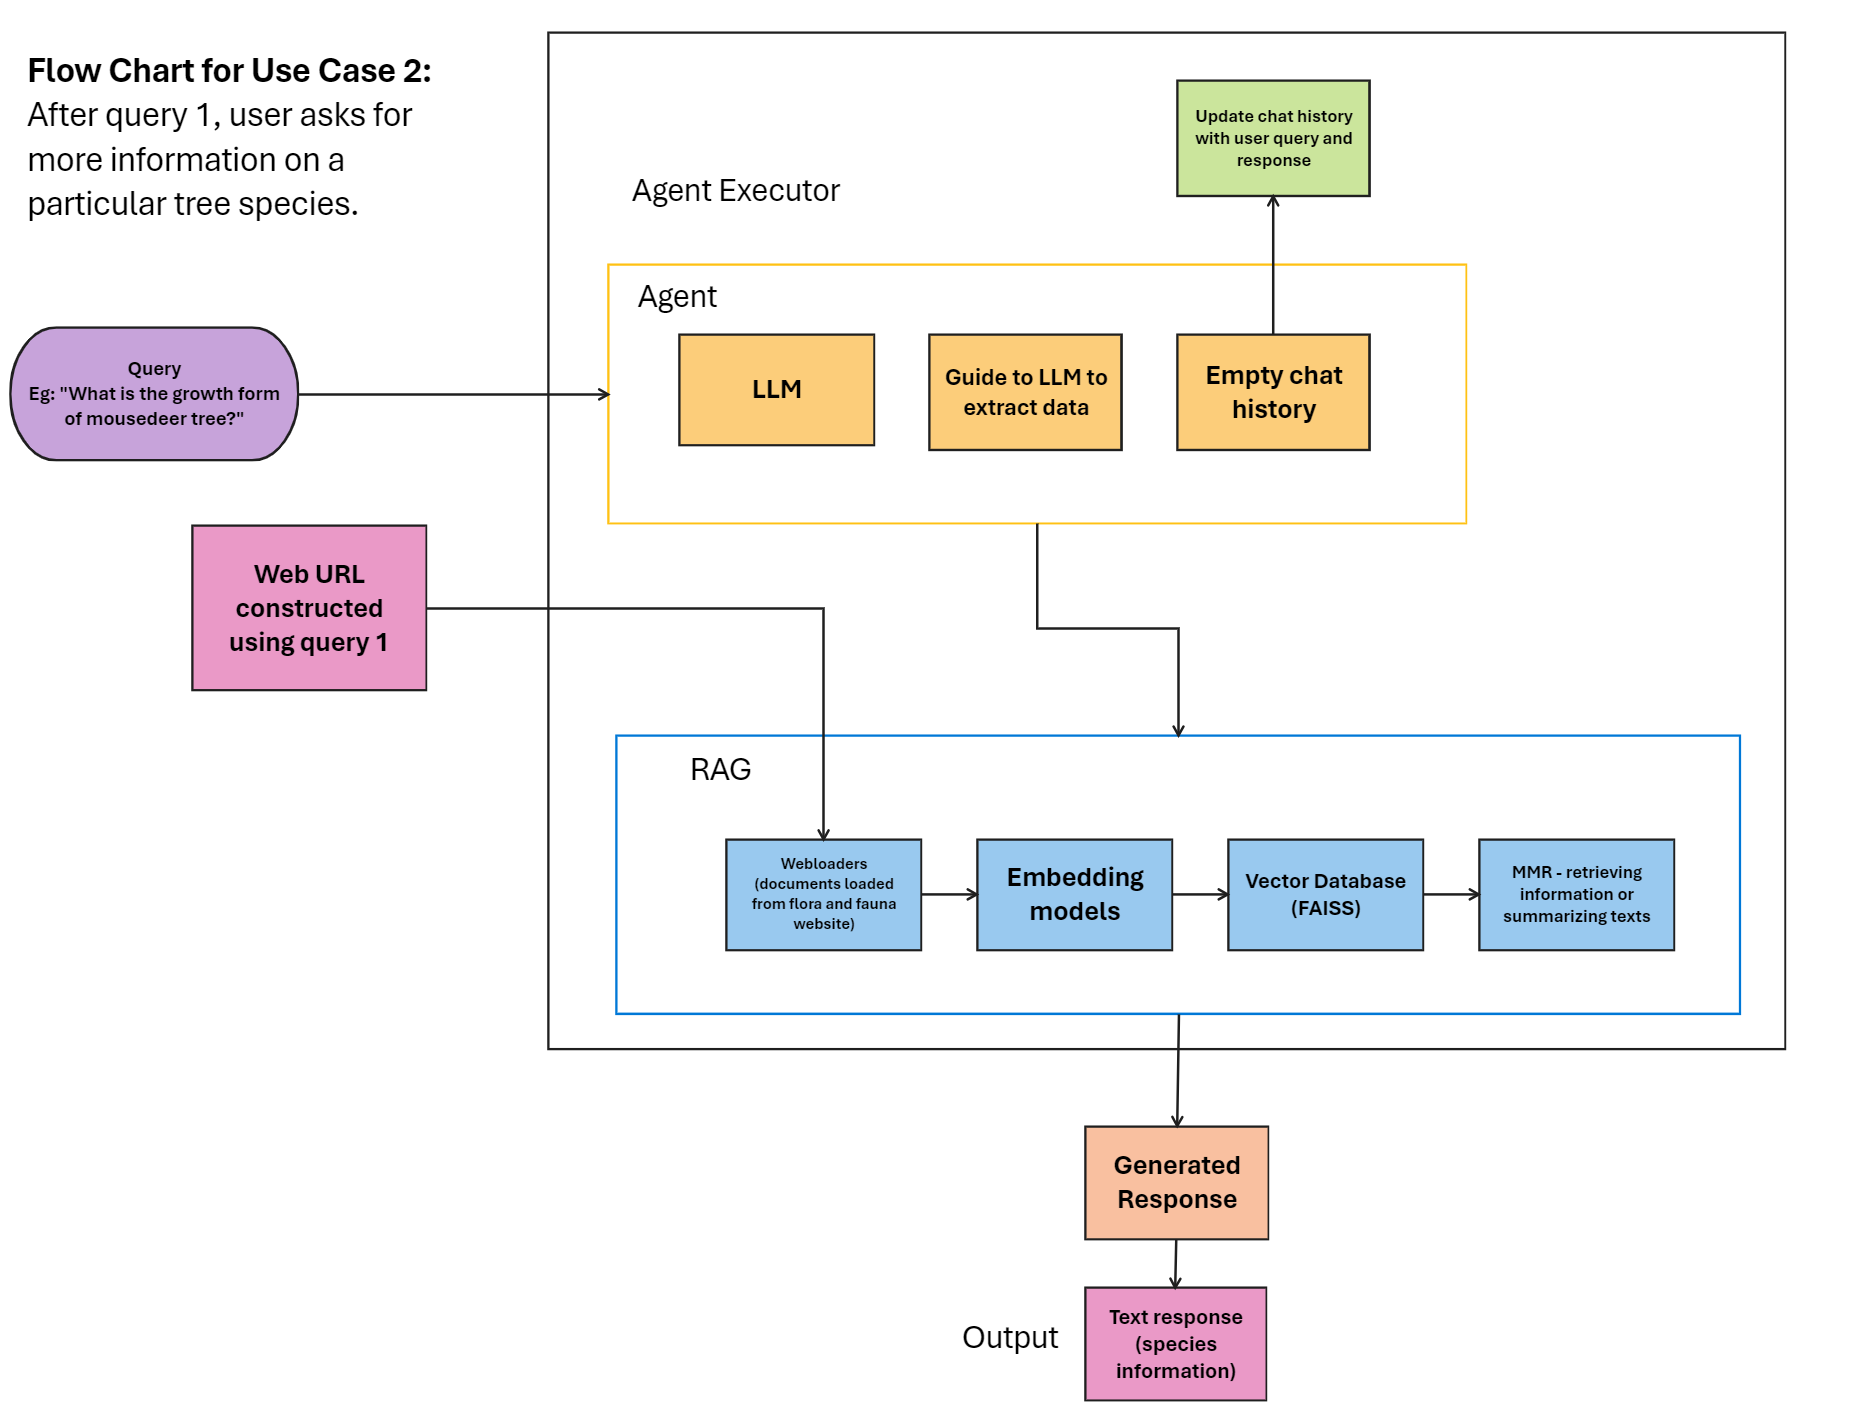 Flow Chart for Use Case 2:
After query 1, user asks for
more information on a
particular tree species.
Update chat history
with user query and
response
Agent Executor
Agent
Query
Eg: "What is the growth form
of mousedeer tree?"
LLM
Guide to LLM to
extract data
Empty chat
history
Web URL
constructed
using query 1
RAG
Webloaders
(documents loaded
from flora and fauna
website)
Embedding
models
Vector Database
(FAISS)
MMR - retrieving
information or
summarizing texts
Generated
Response
Output
Text response
(species
information)